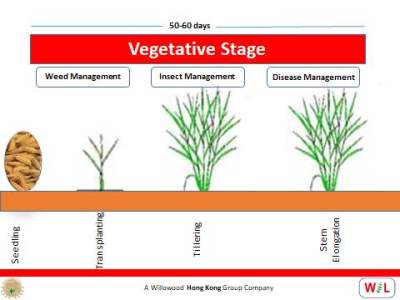 50-60 days
Vegetative Stage
Weed Management
Insect Management
Disease Management
Seedling
Transplanting
Tillering
Stem
Elongation
A Willowood Hong Kong Group Company
WiL